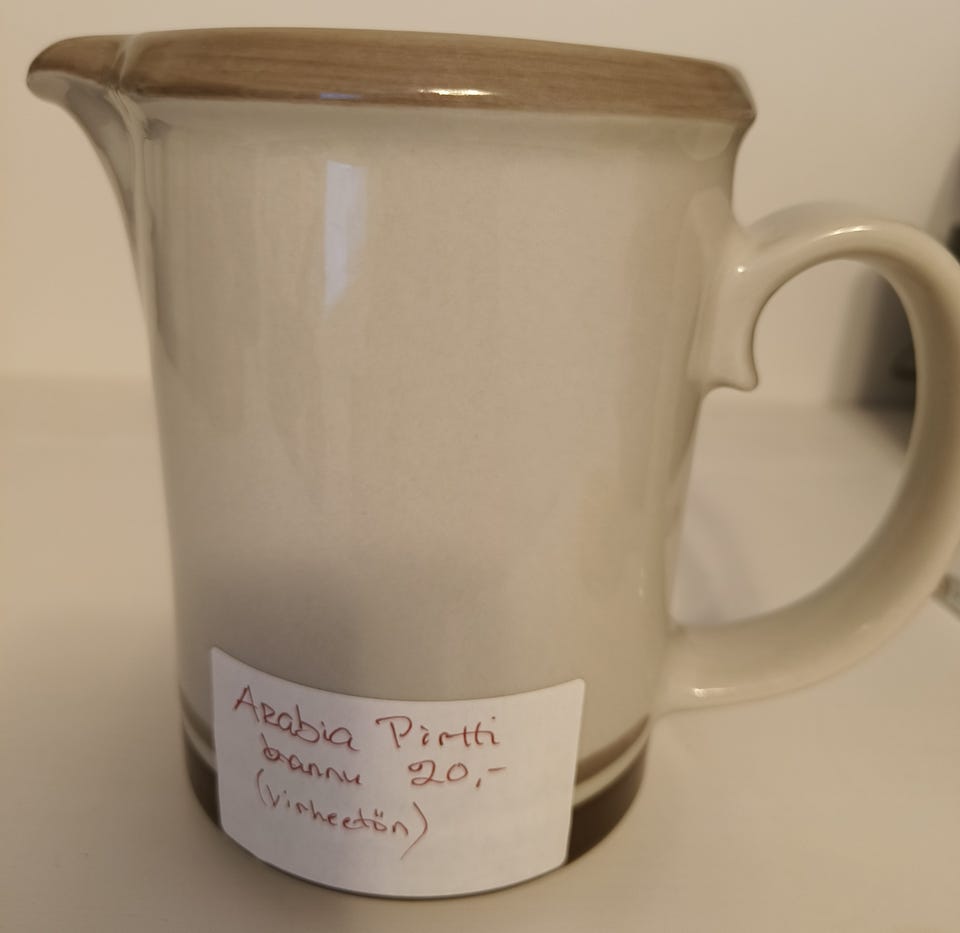 Arabia Pirtti
kannu 20,-
(virheetön)